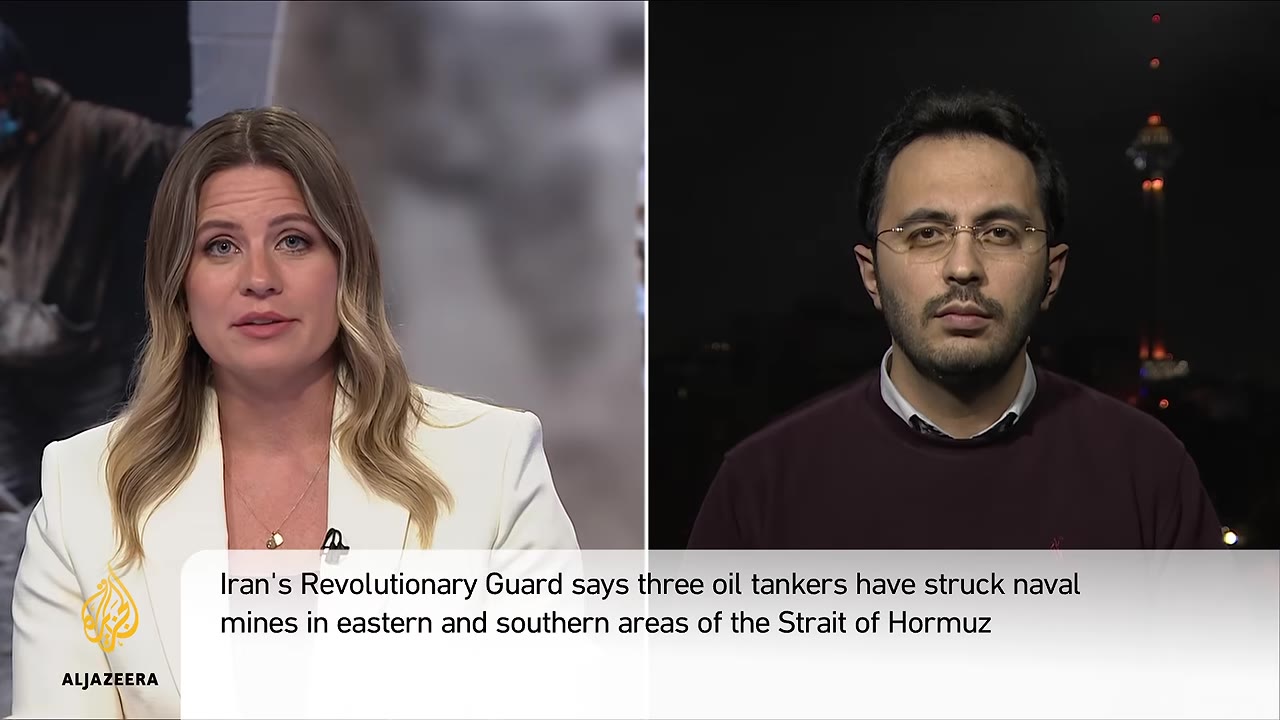 Iran's Revolutionary Guard says three oil tankers have struck naval
mines in eastern and southern areas of the Strait of Hormuz
ALJAZEERA